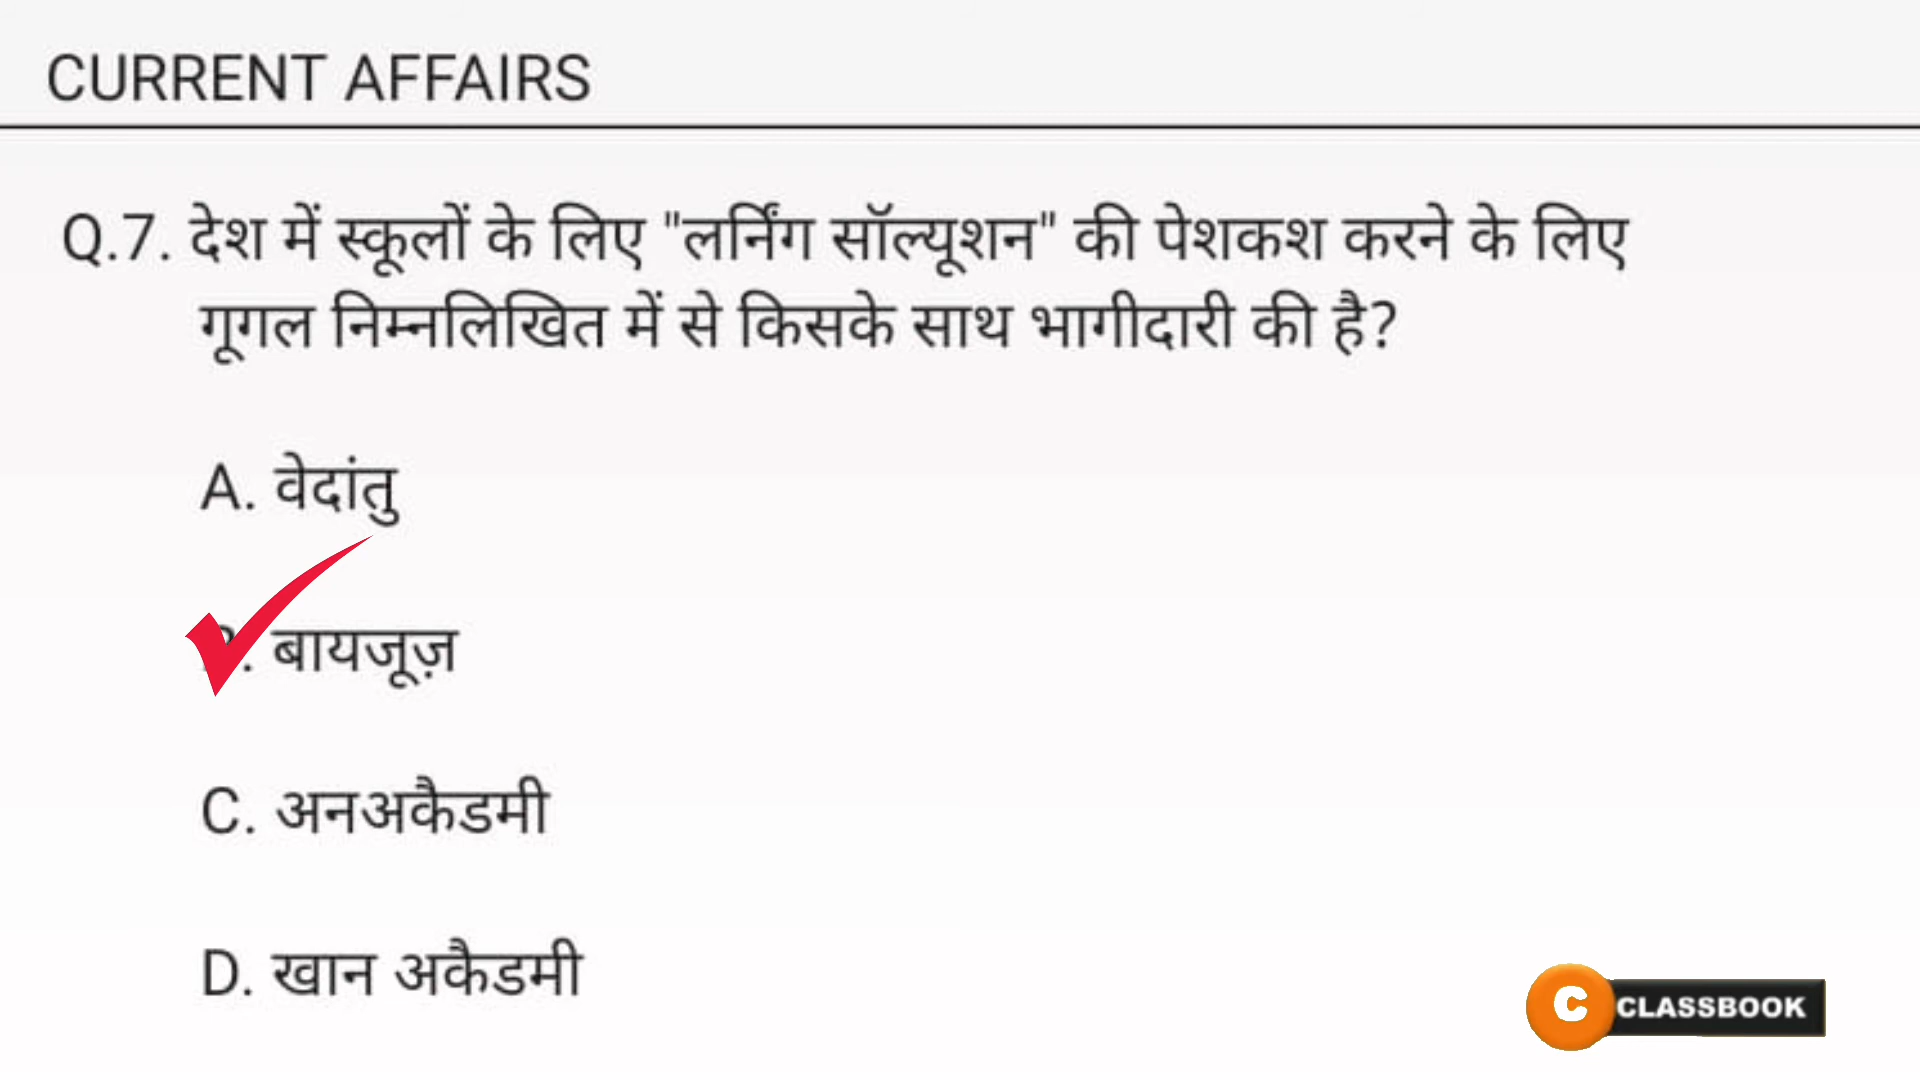 CURRENT AFFAIRS
Q.7. देश में स्कूलों के लिए "लर्निंग सॉल्यूशन" की पेशकश करने के लिए
गूगल निम्नलिखित में से किसके साथ भागीदारी की है?
A. वेदांतु
B. बायजूज़
C. अनअकैडमी
D. खान अकैडमी
C CLASSBOOK